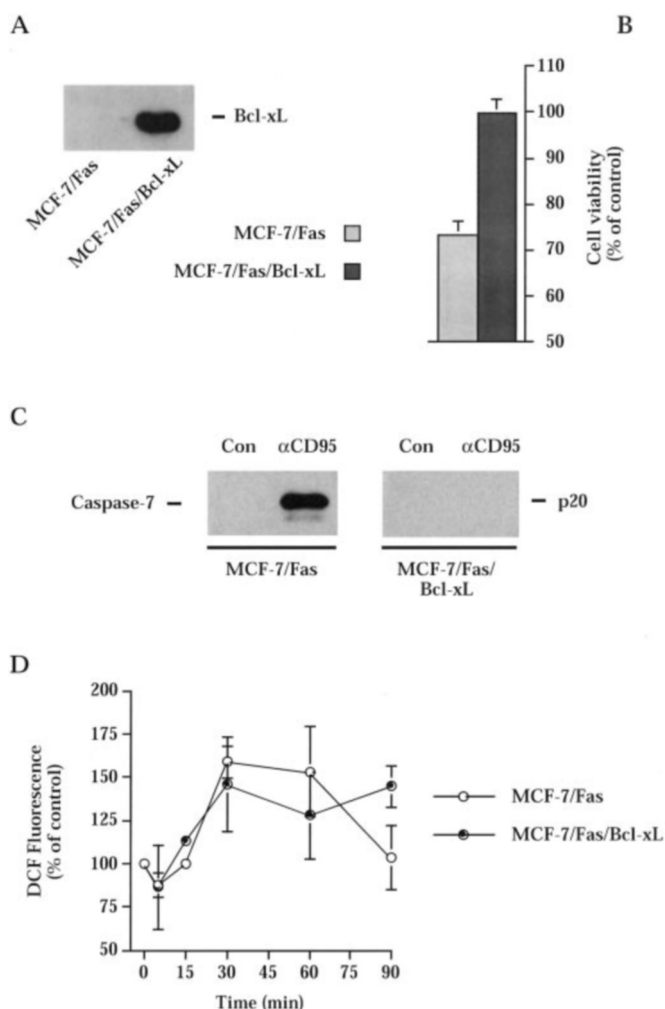 A
B
– Bcl-xL
MCF-7/Fas
MCF-7/Fas/Bcl-xL
MCF-7/Fas
MCF-7/Fas/Bcl-xL
110
100
90
80
70
60
50
Cell viability
(% of control)
C
Con αCD95
Con αCD95
Caspase-7 –
– p20
MCF-7/Fas
MCF-7/Fas/
Bcl-xL
D
200
175
150
125
100
75
50
DCF Fluorescence
(% of control)
0 15 30 45 60 75 90
Time (min)
MCF-7/Fas
MCF-7/Fas/Bcl-xL